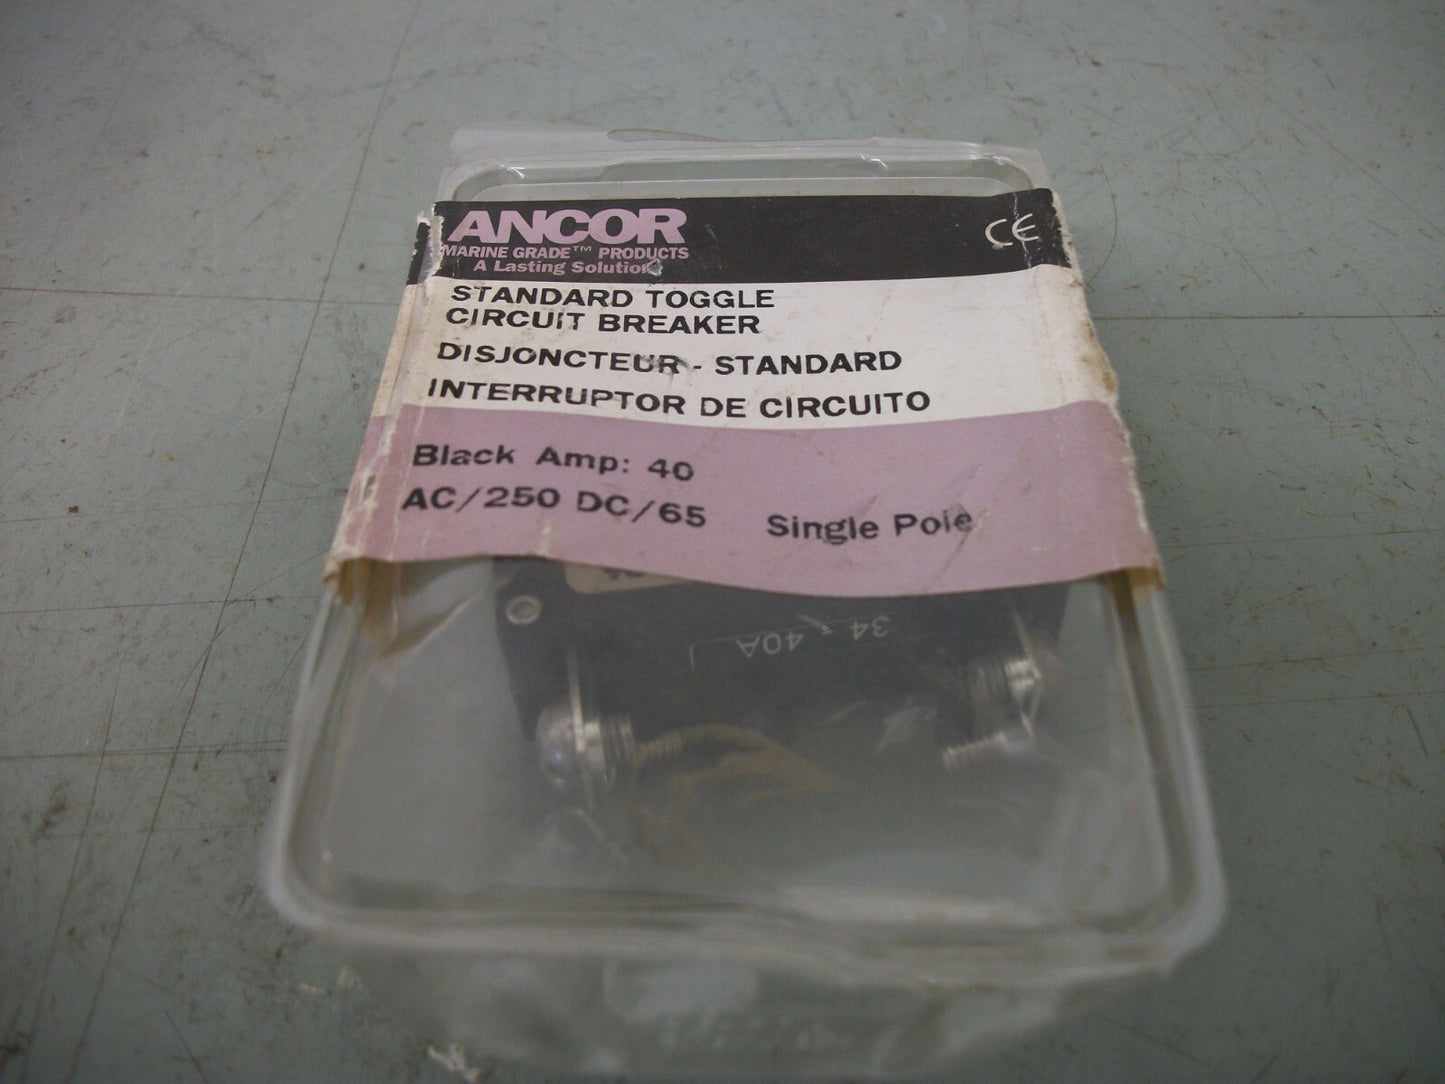 ANCOR
CE
MARINE GRADE™ PRODUCTS
A Lasting Solution
STANDARD TOGGLE
CIRCUIT BREAKER
DISJONCTEUR - STANDARD
INTERRUPTOR DE CIRCUITO
Black Amp: 40
AC/250 DC/65 Single Pole
34 - 40A